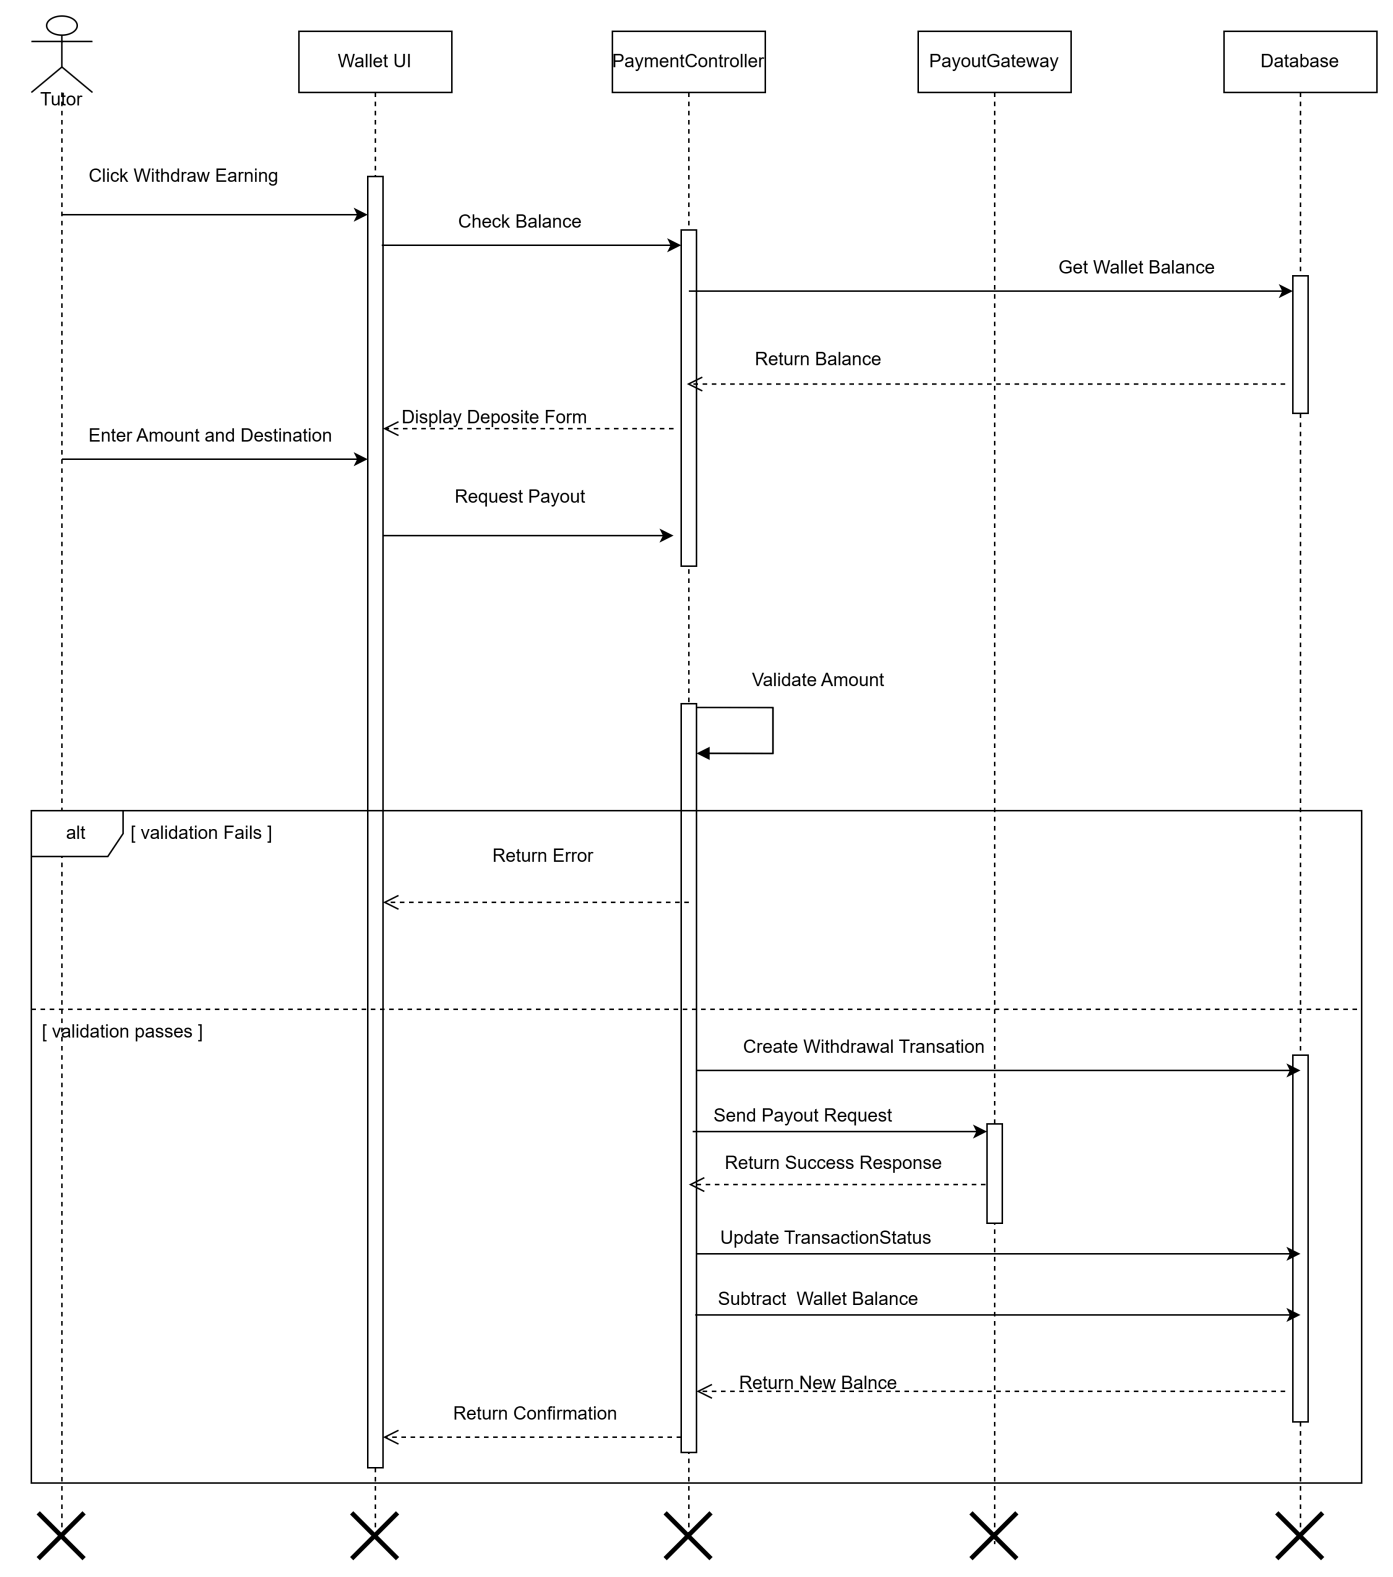 Tutor
Wallet UI
PaymentController
PayoutGateway
Database
Click Withdraw Earning
Check Balance
Get Wallet Balance
Return Balance
Display Deposite Form
Enter Amount and Destination
Request Payout
Validate Amount
alt
[ validation Fails ]
Return Error
[ validation passes ]
Create Withdrawal Transation
Send Payout Request
Return Success Response
Update TransactionStatus
Subtract  Wallet Balance
Return New Balnce
Return Confirmation